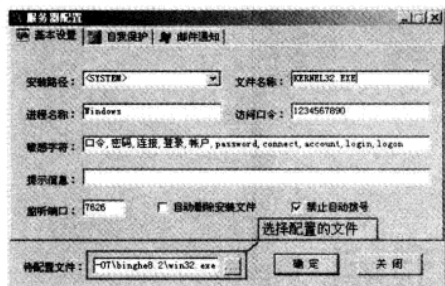 服务器配置
基本设置 自我保护 邮件通知
安装路径： <SYSTEM> 文件名称： KERNEL32.EXE
进程名称： Windows 访问口令： 1234567890
敏感字符： 口令,密码,连接,登录,帐户,password,connect,account,login,logon
提示信息：
监听端口： 7626 自动删除安装文件 禁止自动拨号
选择配置的文件
待配置文件： -OT\binghe8.2\win32.exe ... 确 定 关 闭